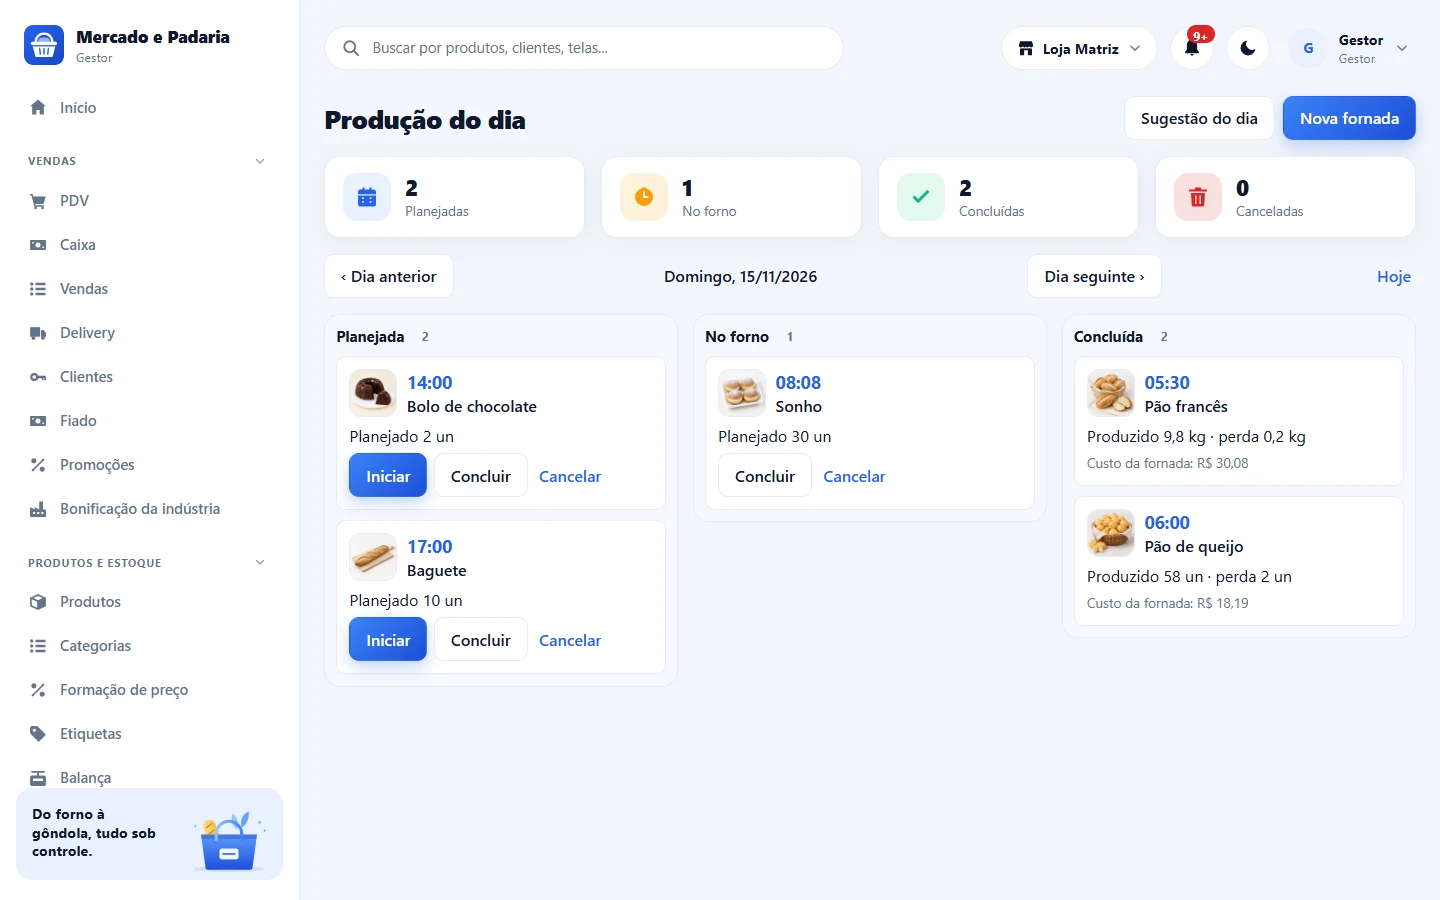 Mercado e Padaria
Gestor
Início
VENDAS
PDV
Caixa
Vendas
Delivery
Clientes
Fiado
Promoções
Bonificação da indústria
PRODUTOS E ESTOQUE
Produtos
Categorias
Formação de preço
Etiquetas
Balança
Do forno à
gôndola, tudo sob
controle.
Buscar por produtos, clientes, telas...
Loja Matriz
9+
G
Gestor
Gestor
Produção do dia
Sugestão do dia
Nova fornada
2
Planejadas
1
No forno
2
Concluídas
0
Canceladas
‹ Dia anterior
Domingo, 15/11/2026
Dia seguinte ›
Hoje
Planejada 2
14:00
Bolo de chocolate
Planejado 2 un
Iniciar Concluir Cancelar
17:00
Baguete
Planejado 10 un
Iniciar Concluir Cancelar
No forno 1
08:08
Sonho
Planejado 30 un
Concluir Cancelar
Concluída 2
05:30
Pão francês
Produzido 9,8 kg · perda 0,2 kg
Custo da fornada: R$ 30,08
06:00
Pão de queijo
Produzido 58 un · perda 2 un
Custo da fornada: R$ 18,19